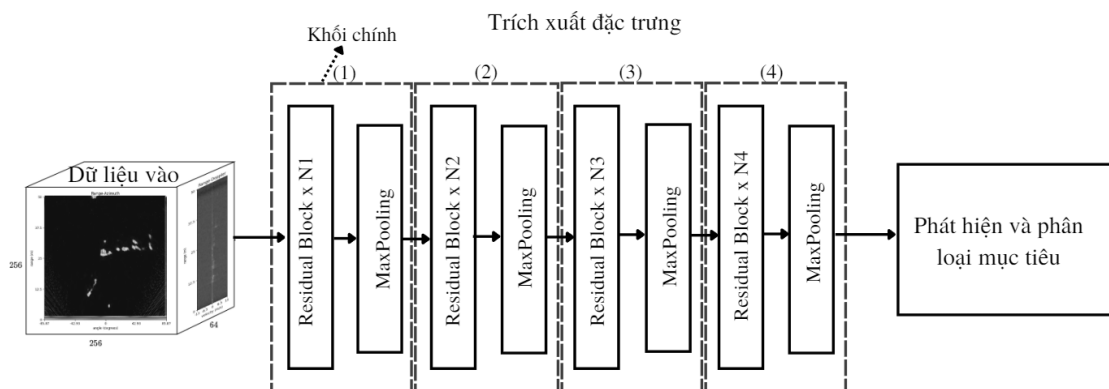 Trích xuất đặc trưng
Khối chính
(1)
(2)
(3)
(4)
Dữ liệu vào
256
256
64
Residual Block x N1
MaxPooling
Residual Block x N2
MaxPooling
Residual Block x N3
MaxPooling
Residual Block x N4
MaxPooling
Phát hiện và phân
loại mục tiêu